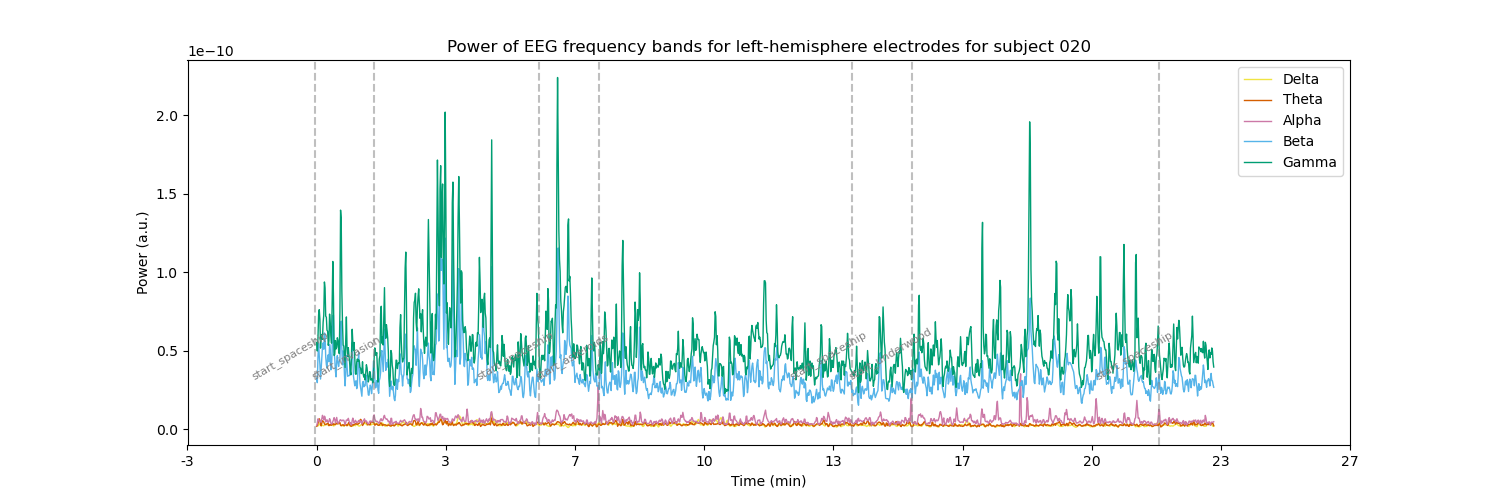 Power of EEG frequency bands for left-hemisphere electrodes for subject 020
1e−10
Delta
Theta
Alpha
Beta
Gamma
2.0
1.5
1.0
0.5
0.0
Power (a.u.)
start_spaceship
start_spaceship
start_spaceship
start_spaceship
-3 0 3 7 10 13 17 20 23 27
Time (min)